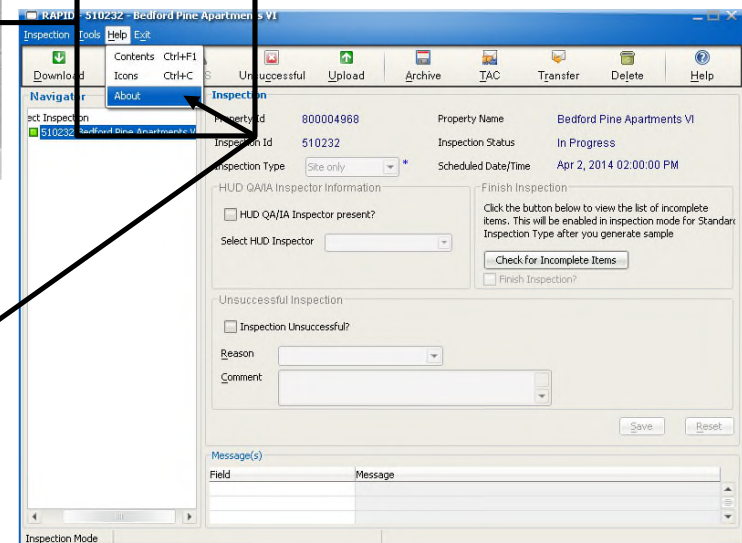 RAPID - 510232 - Bedford Pine Apartments VI
Inspection Tools Help Exit
Contents Ctrl+F1
Icons Ctrl+C
About
Download Unsuccessful Upload Archive TAC Transfer Delete Help
Navigator
ect Inspection
510232 Bedford Pine Apartments V
Inspection
Property Id 800004968 Property Name Bedford Pine Apartments VI
Inspection Id 510232 Inspection Status In Progress
Inspection Type Site only * Scheduled Date/Time Apr 2, 2014 02:00:00 PM
HUD QA/IA Inspector Information
HUD QA/IA Inspector present?
Select HUD Inspector
Finish Inspection
Click the button below to view the list of incomplete
items. This will be enabled in inspection mode for Standard
Inspection Type after you generate sample
Check for Incomplete Items
Finish Inspection?
Unsuccessful Inspection
Inspection Unsuccessful?
Reason
Comment
Save Reset
Message(s)
Field Message
Inspection Mode